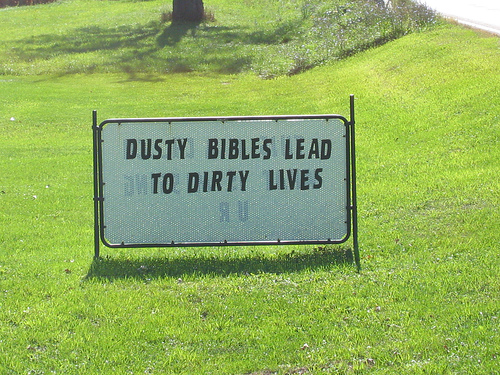 DUSTY BIBLES LEAD
TO DIRTY LIVES